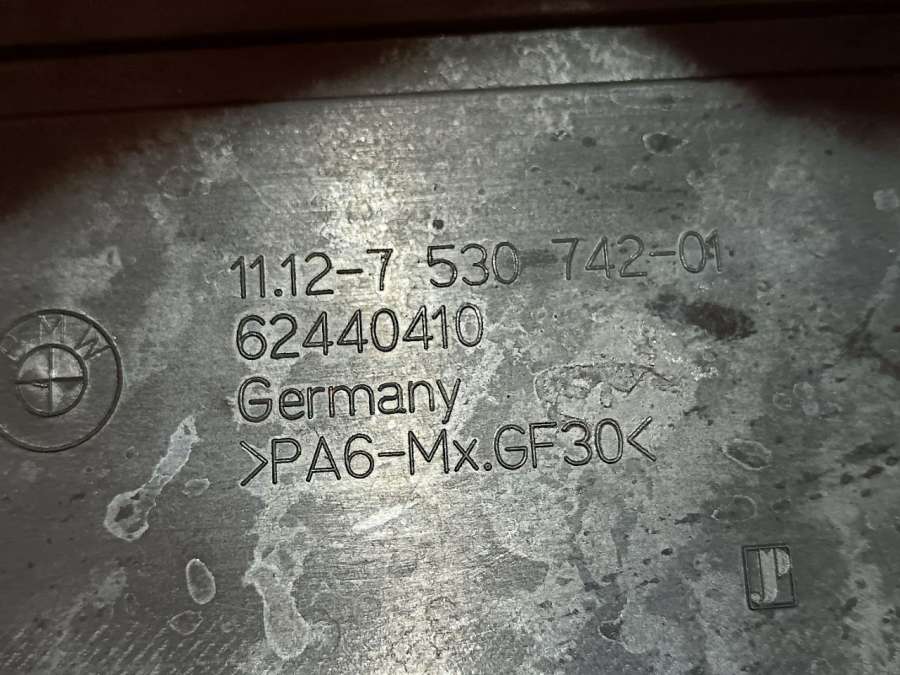 BMW
11.12-7 530 742-01
62440410
Germany
>PA6-Mx.GF30<